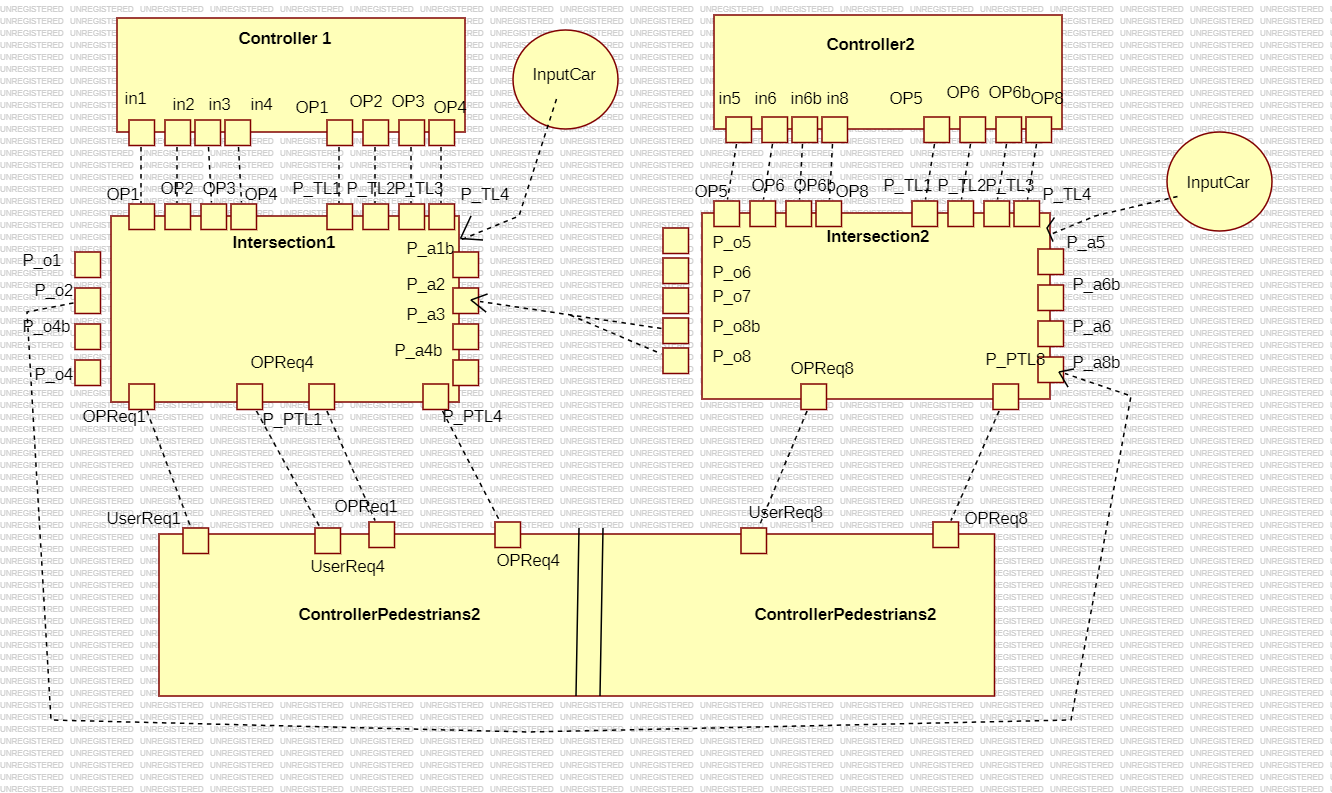 Controller 1
in1
in2
in3
in4
OP1
OP2
OP3
OP4
InputCar
Controller2
in5
in6
in6b
in8
OP5
OP6
OP6b
OP8
InputCar
OP1
OP2
OP3
OP4
P_TL1
P_TL2
P_TL3
P_TL4
Intersection1
P_o1
P_o2
P_o4b
P_o4
P_a1b
P_a2
P_a3
P_a4b
OPReq4
OPReq1
P_PTL1
P_PTL4
OP5
OP6
OP6b
OP8
P_TL1
P_TL2
P_TL3
P_TL4
Intersection2
P_o5
P_o6
P_o7
P_o8b
P_o8
P_a5
P_a6b
P_a6
P_a8b
OPReq8
P_PTL8
UserReq1
OPReq1
UserReq4
OPReq4
UserReq8
OPReq8
ControllerPedestrians2
ControllerPedestrians2
UNREGISTERED